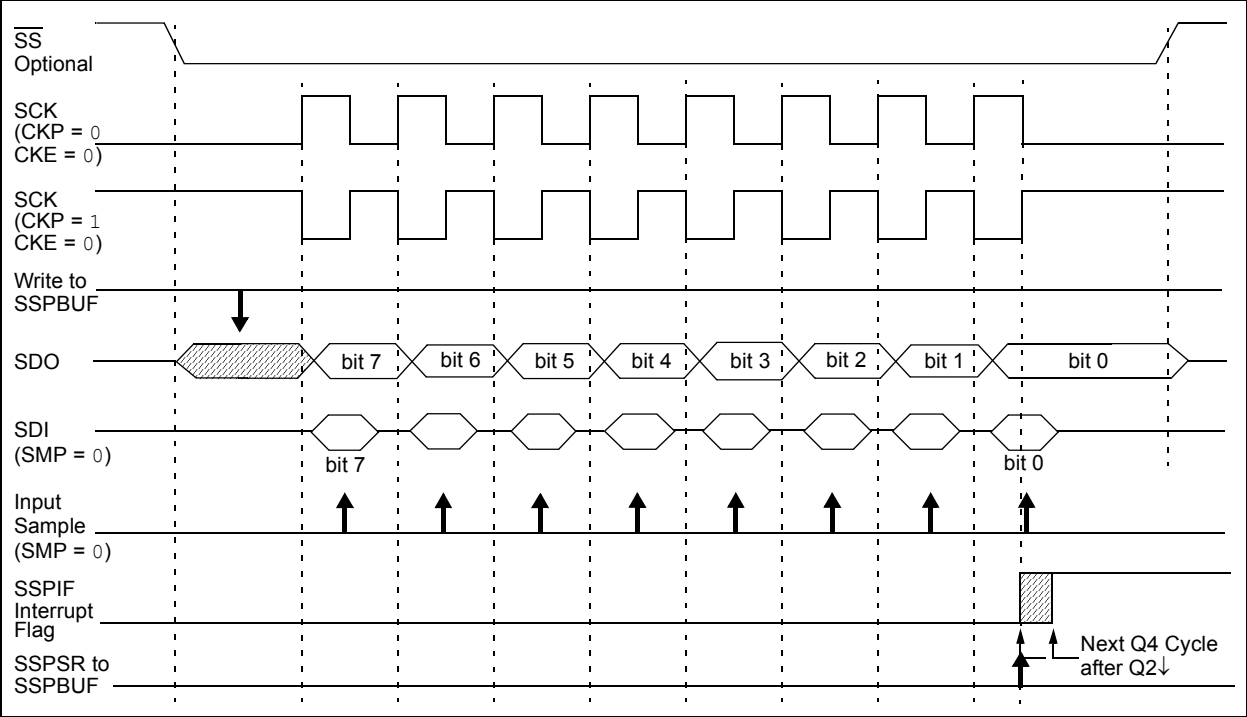 SS
Optional
SCK
(CKP = 0
CKE = 0)
SCK
(CKP = 1
CKE = 0)
Write to
SSPBUF
SDO
bit 7 bit 6 bit 5 bit 4 bit 3 bit 2 bit 1 bit 0
SDI
(SMP = 0)
bit 7 bit 0
Input
Sample
(SMP = 0)
SSPIF
Interrupt
Flag
Next Q4 Cycle
after Q2↓
SSPSR to
SSPBUF